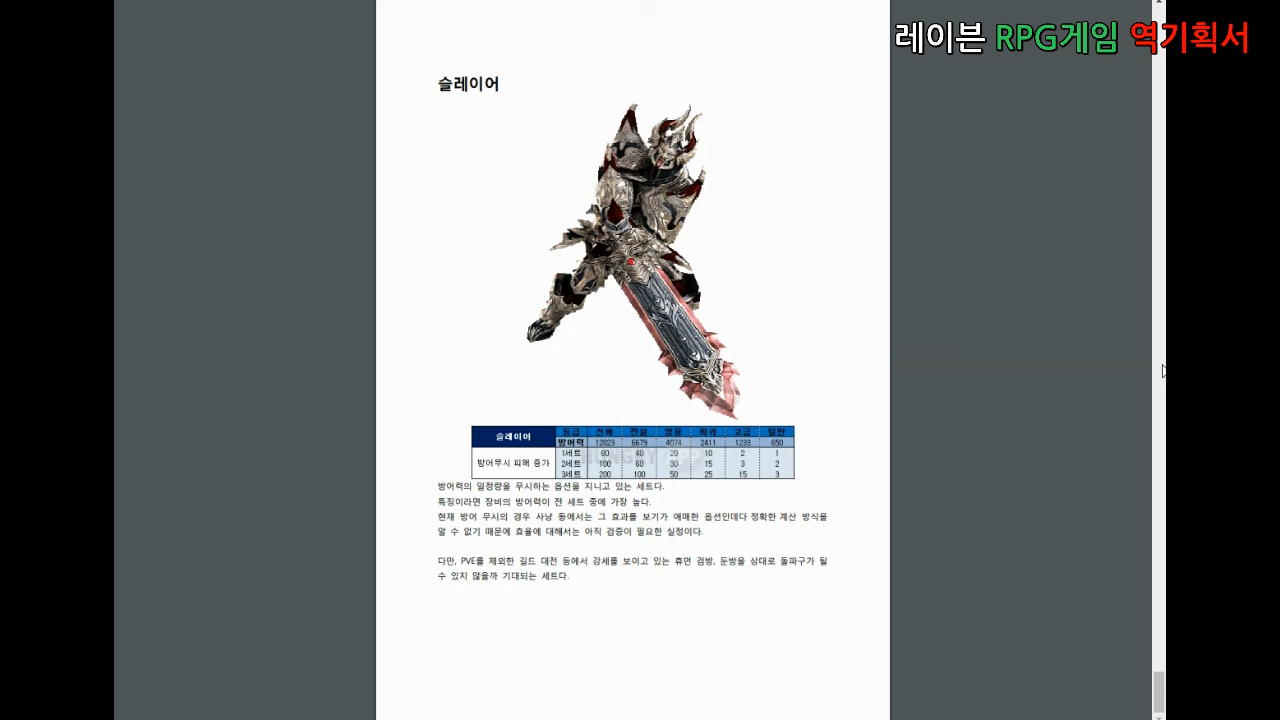 레이븐 RPG게임 역기획서
슬레이어
슬레이어 등급 신화 전설 영웅 희귀 고급 일반
방어력 12023 6679 4074 2411 1233 650
방어무시 피해 증가 1세트 80 40 20 10 2 1
2세트 100 60 30 15 3 2
3세트 200 100 50 25 15 3
방어력의 일정량을 무시하는 옵션을 지니고 있는 세트다.
특징이라면 장비의 방어력이 전 세트 중에 가장 높다.
현재 방어 무시의 경우 사냥 등에서는 그 효과를 보기가 애매한 옵션인데다 정확한 계산 방식을
알 수 없기 때문에 효율에 대해서는 아직 검증이 필요한 실정이다.
다만, PVE를 제외한 길드 대전 등에서 강세를 보이고 있는 휴먼 검방, 둔방을 상대로 돌파구가 될
수 있지 않을까 기대되는 세트다.